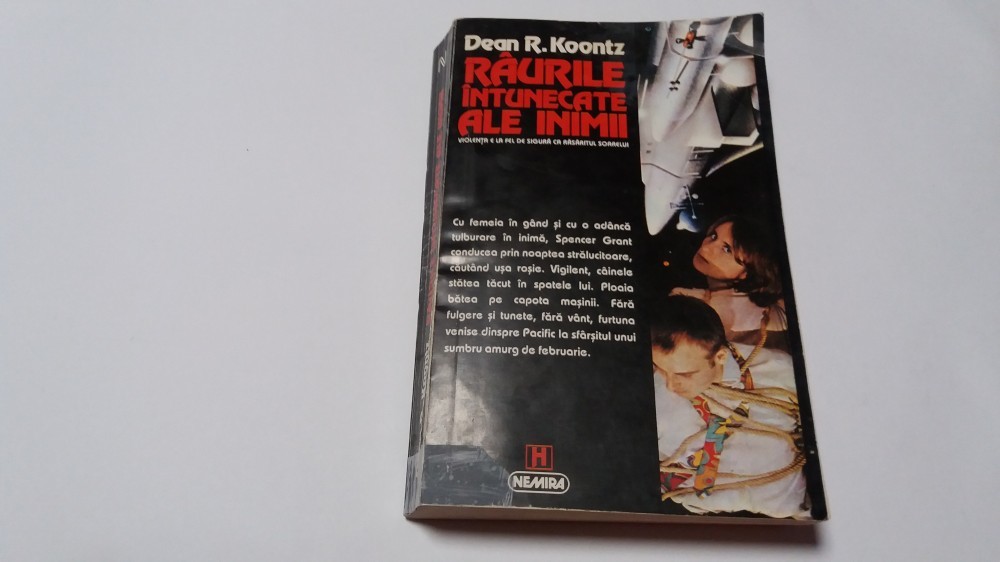 Dean R. Koontz
RÂURILE
ÎNTUNECATE
ALE INIMII
VIOLENȚA E LA FEL DE SIGURĂ CA RĂSĂRITUL SOARELUI
Cu femeia în gând și cu o adâncă
tulburare în inimă, Spencer Grant
conducea prin noaptea strălucitoare,
căutând ușa roșie. Vigilent, câinele
stătea tăcut în spatele lui. Ploaia
bătea pe capota mașinii. Fără
fulgere și tunete, fără vânt, furtuna
venise dinspre Pacific la sfârșitul unui
sumbru amurg de februarie.
H
NEMIRA
Koontz